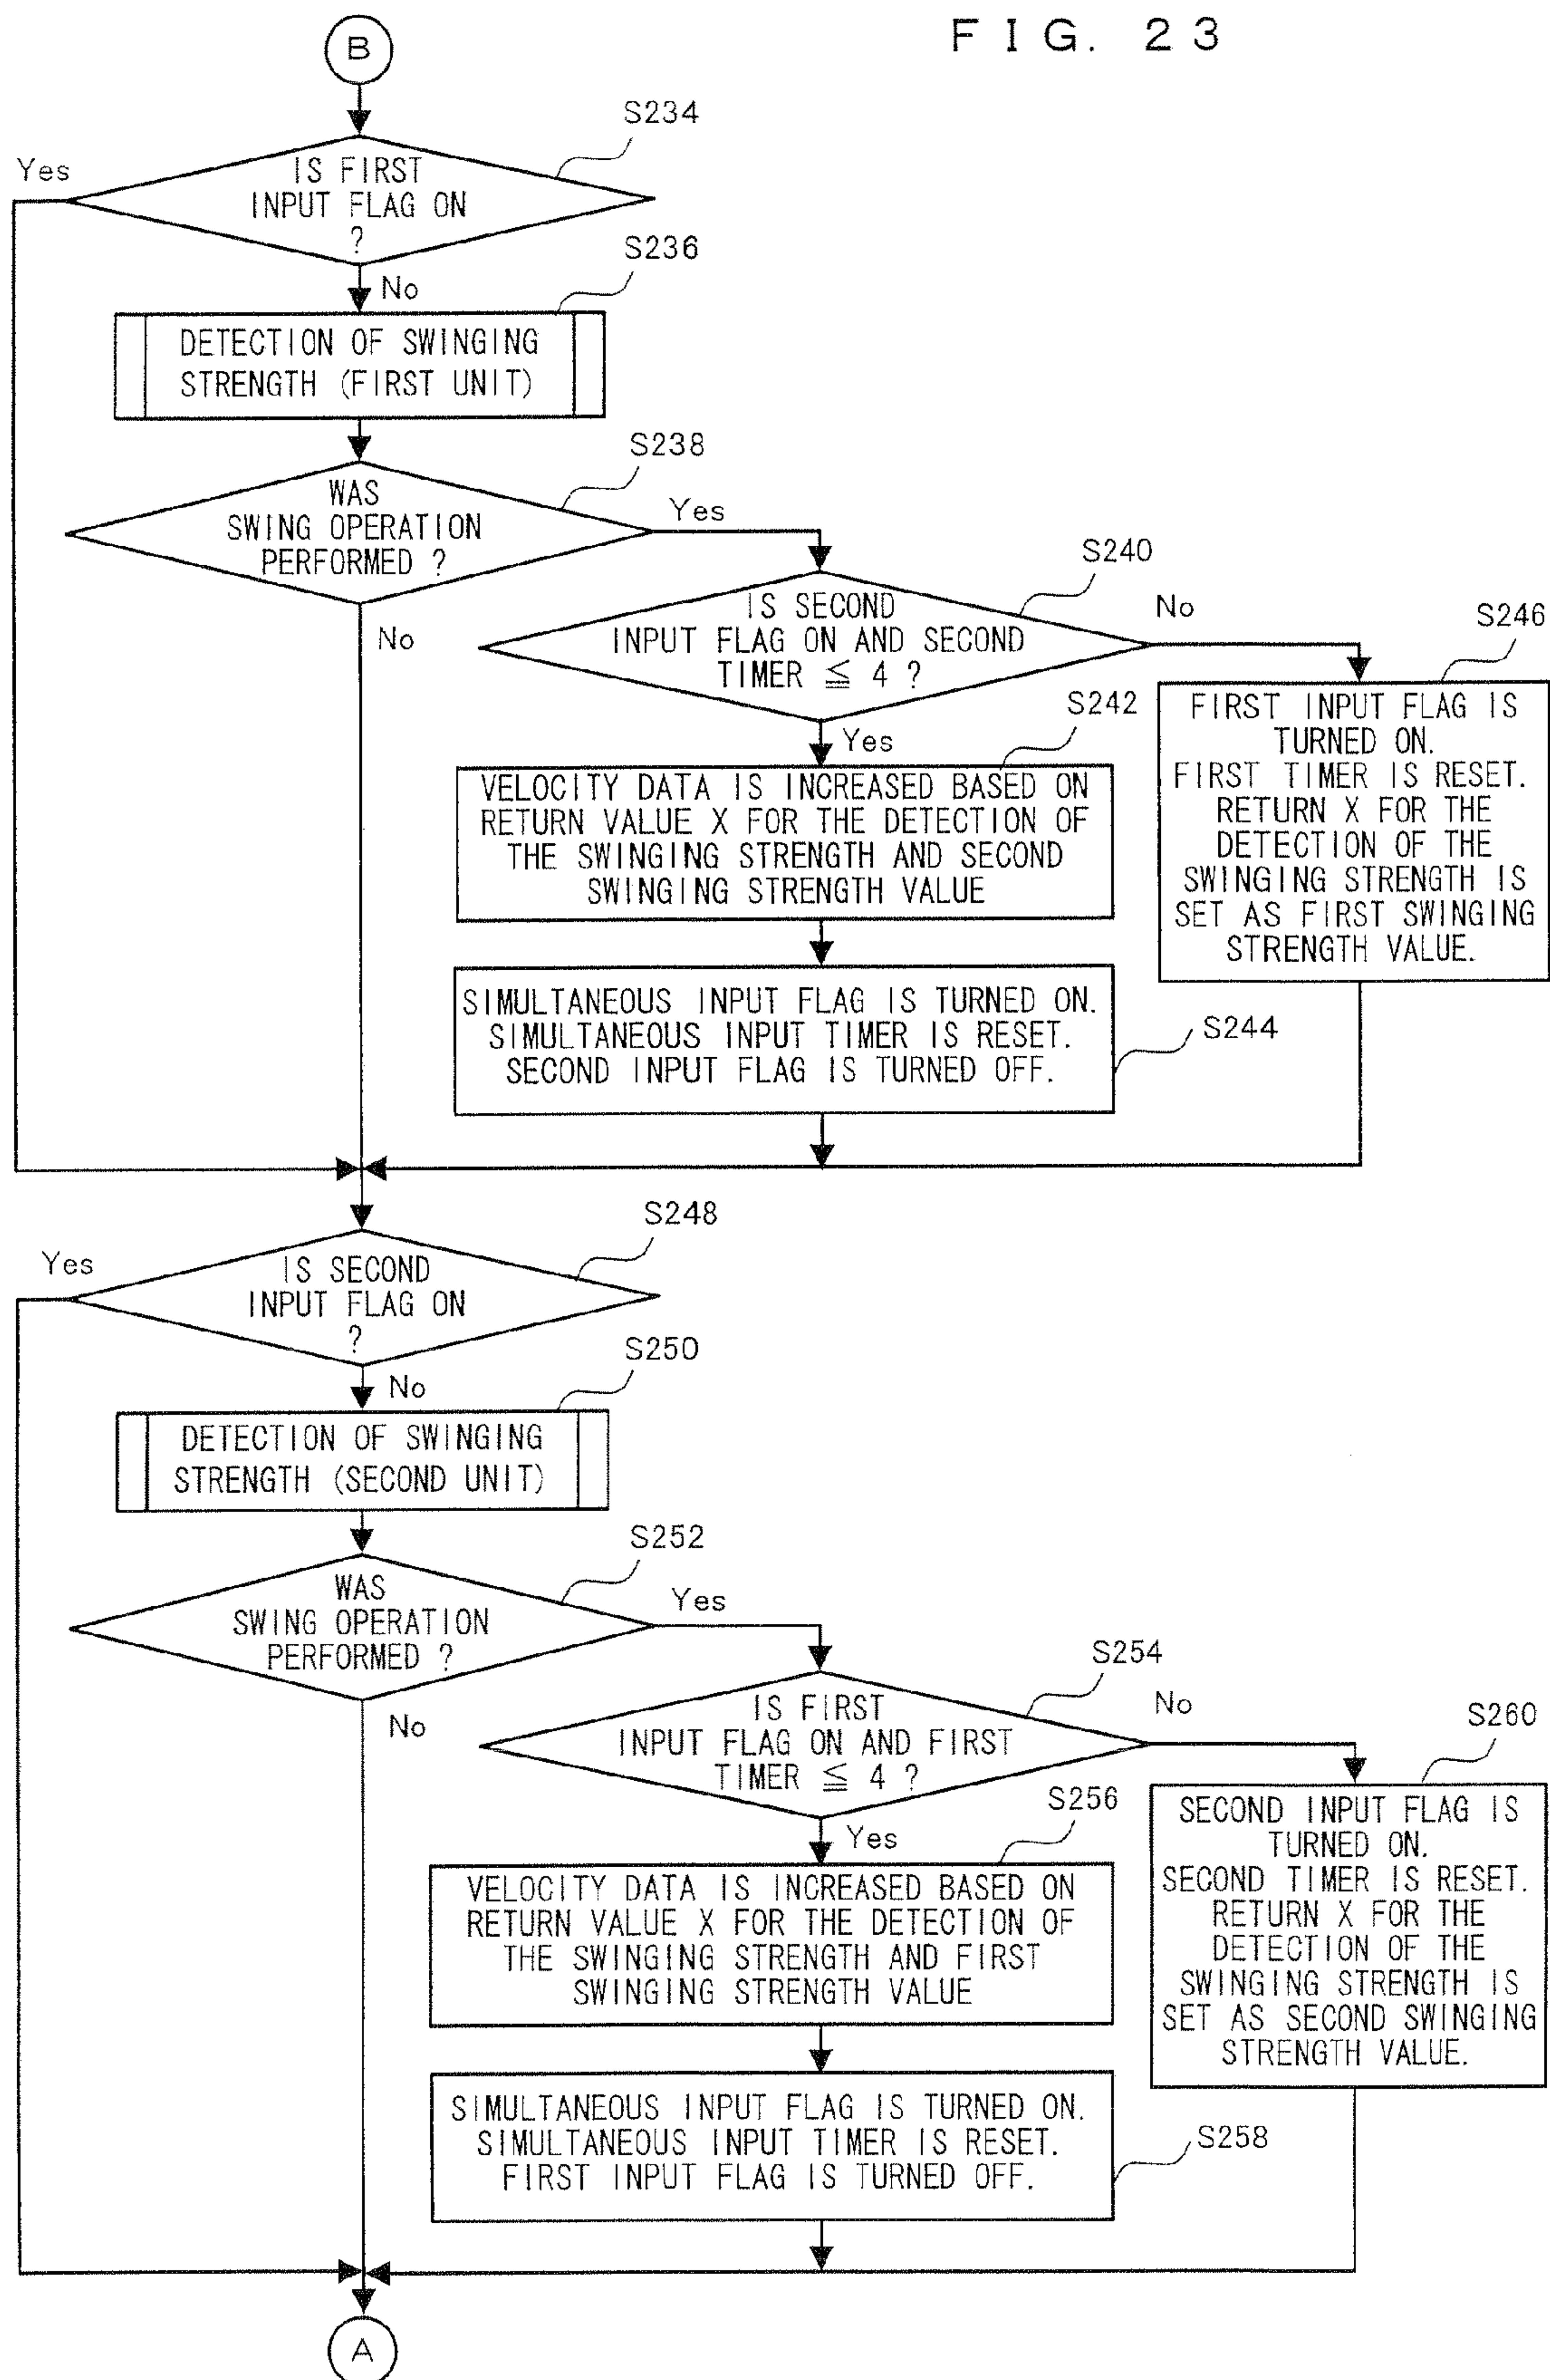 FIG. 23
B
S234
Yes
IS FIRST
INPUT FLAG ON
?
S236
No
DETECTION OF SWINGING
STRENGTH (FIRST UNIT)
S238
WAS
SWING OPERATION
PERFORMED ?
Yes
No
S240
IS SECOND
INPUT FLAG ON AND SECOND
TIMER ≦ 4 ?
No
S246
FIRST INPUT FLAG IS
TURNED ON.
FIRST TIMER IS RESET.
RETURN X FOR THE
DETECTION OF THE
SWINGING STRENGTH IS
SET AS FIRST SWINGING
STRENGTH VALUE.
S242
Yes
VELOCITY DATA IS INCREASED BASED ON
RETURN VALUE X FOR THE DETECTION OF
THE SWINGING STRENGTH AND SECOND
SWINGING STRENGTH VALUE
SIMULTANEOUS INPUT FLAG IS TURNED ON.
SIMULTANEOUS INPUT TIMER IS RESET.
SECOND INPUT FLAG IS TURNED OFF.
S244
S248
Yes
IS SECOND
INPUT FLAG ON
?
S250
No
DETECTION OF SWINGING
STRENGTH (SECOND UNIT)
S252
WAS
SWING OPERATION
PERFORMED ?
Yes
No
S254
IS FIRST
INPUT FLAG ON AND FIRST
TIMER ≦ 4 ?
No
S260
SECOND INPUT FLAG IS
TURNED ON.
SECOND TIMER IS RESET.
RETURN X FOR THE
DETECTION OF THE
SWINGING STRENGTH IS
SET AS SECOND SWINGING
STRENGTH VALUE.
S256
Yes
VELOCITY DATA IS INCREASED BASED ON
RETURN VALUE X FOR THE DETECTION OF
THE SWINGING STRENGTH AND FIRST
SWINGING STRENGTH VALUE
SIMULTANEOUS INPUT FLAG IS TURNED ON.
SIMULTANEOUS INPUT TIMER IS RESET.
FIRST INPUT FLAG IS TURNED OFF.
S258
A